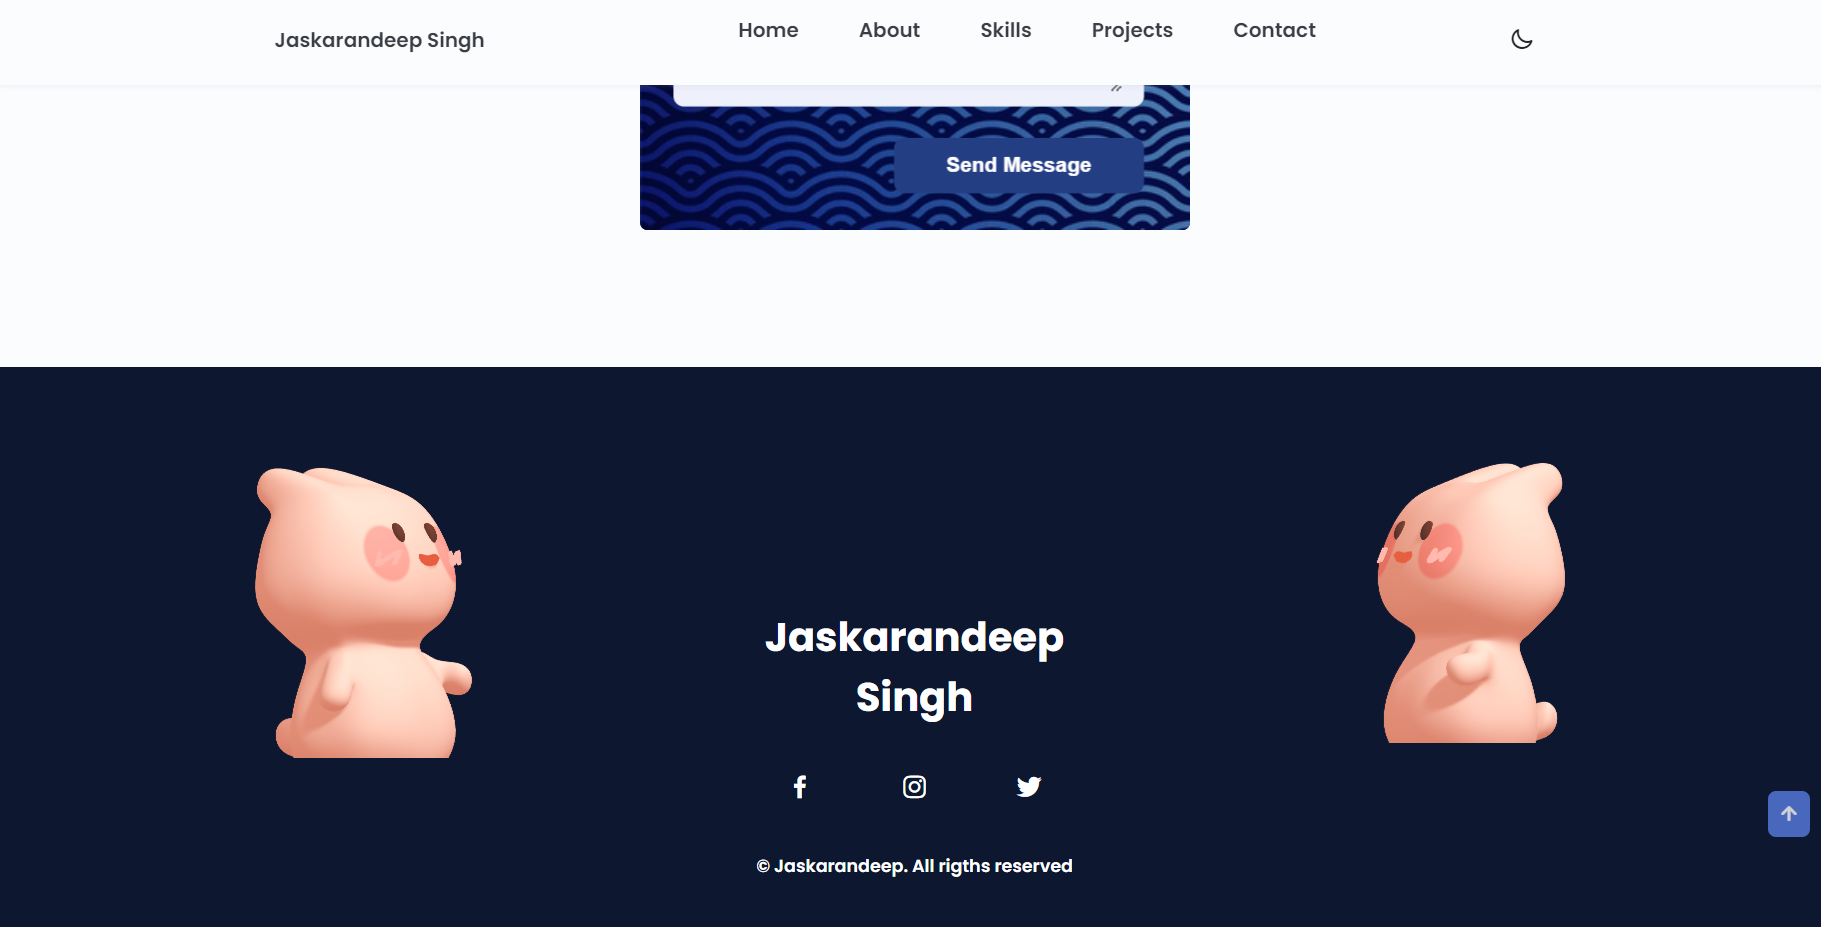 Jaskarandeep Singh
Home About Skills Projects Contact
Send Message
Jaskarandeep
Singh
© Jaskarandeep. All rigths reserved